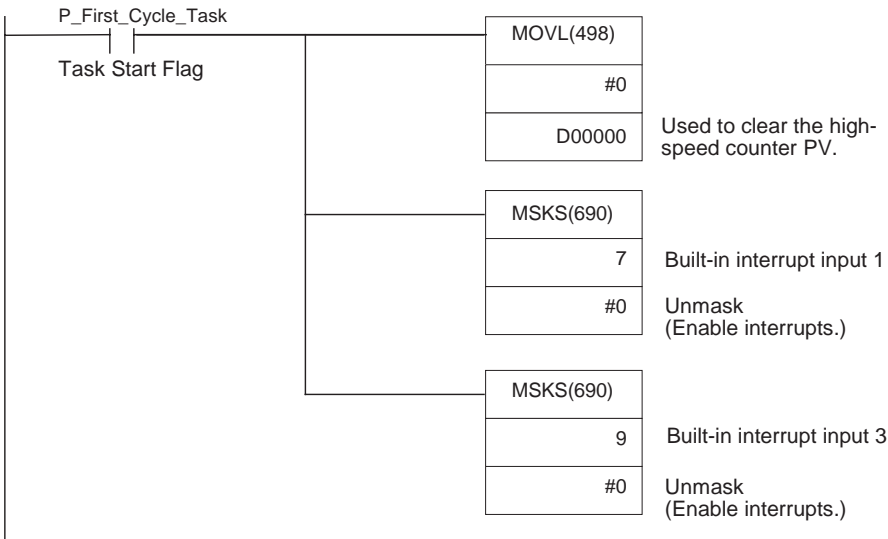 P_First_Cycle_Task
Task Start Flag
MOVL(498)
#0
D00000
Used to clear the high-
speed counter PV.
MSKS(690)
7
Built-in interrupt input 1
#0
Unmask
(Enable interrupts.)
MSKS(690)
9
Built-in interrupt input 3
#0
Unmask
(Enable interrupts.)